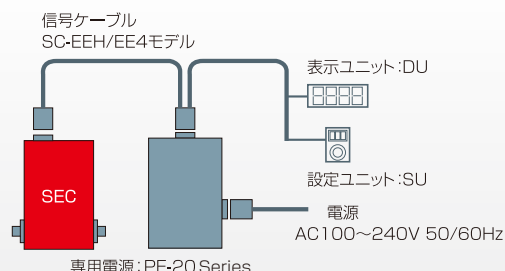 信号ケーブル
SC-EEH/EE4モデル
表示ユニット:DU
設定ユニット:SU
SEC
電源
AC100〜240V 50/60Hz
専用電源:PE-20 Series